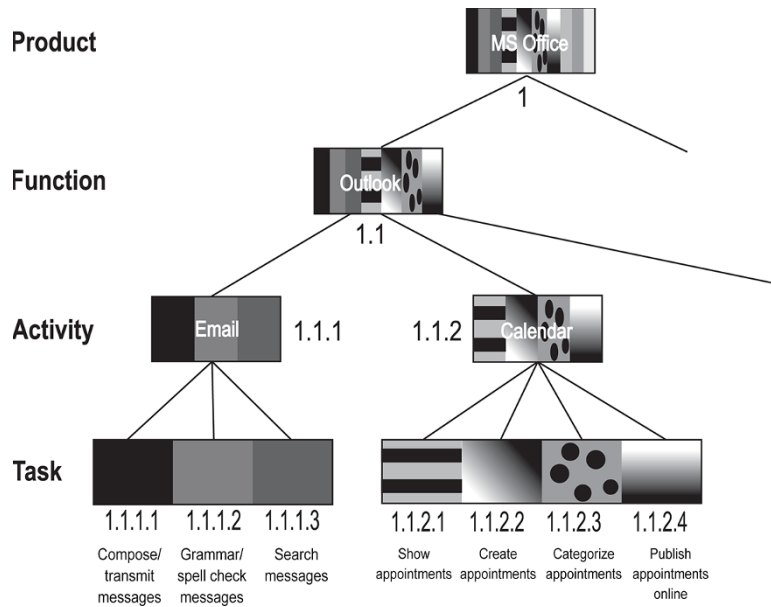 Product
MS Office
1
Function
Outlook
1.1
Activity
Email
1.1.1
1.1.2
Calendar
Task
1.1.1.1
1.1.1.2
1.1.1.3
1.1.2.1
1.1.2.2
1.1.2.3
1.1.2.4
Compose/
transmit
messages
Grammar/
spell check
messages
Search
messages
Show
appointments
Create
appointments
Categorize
appointments
Publish
appointments
online